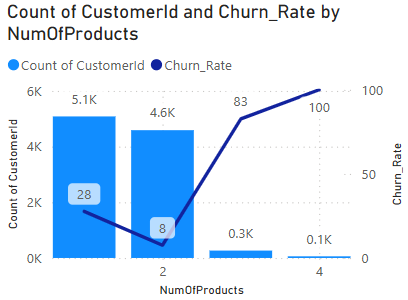 Count of CustomerId and Churn_Rate by
NumOfProducts
Count of CustomerId Churn_Rate
6K 5.1K 4.6K 83 100 100
4K
50
2K 28 8 0.3K 0.1K
0K 0
2 4
NumOfProducts
Count of CustomerId
Churn_Rate